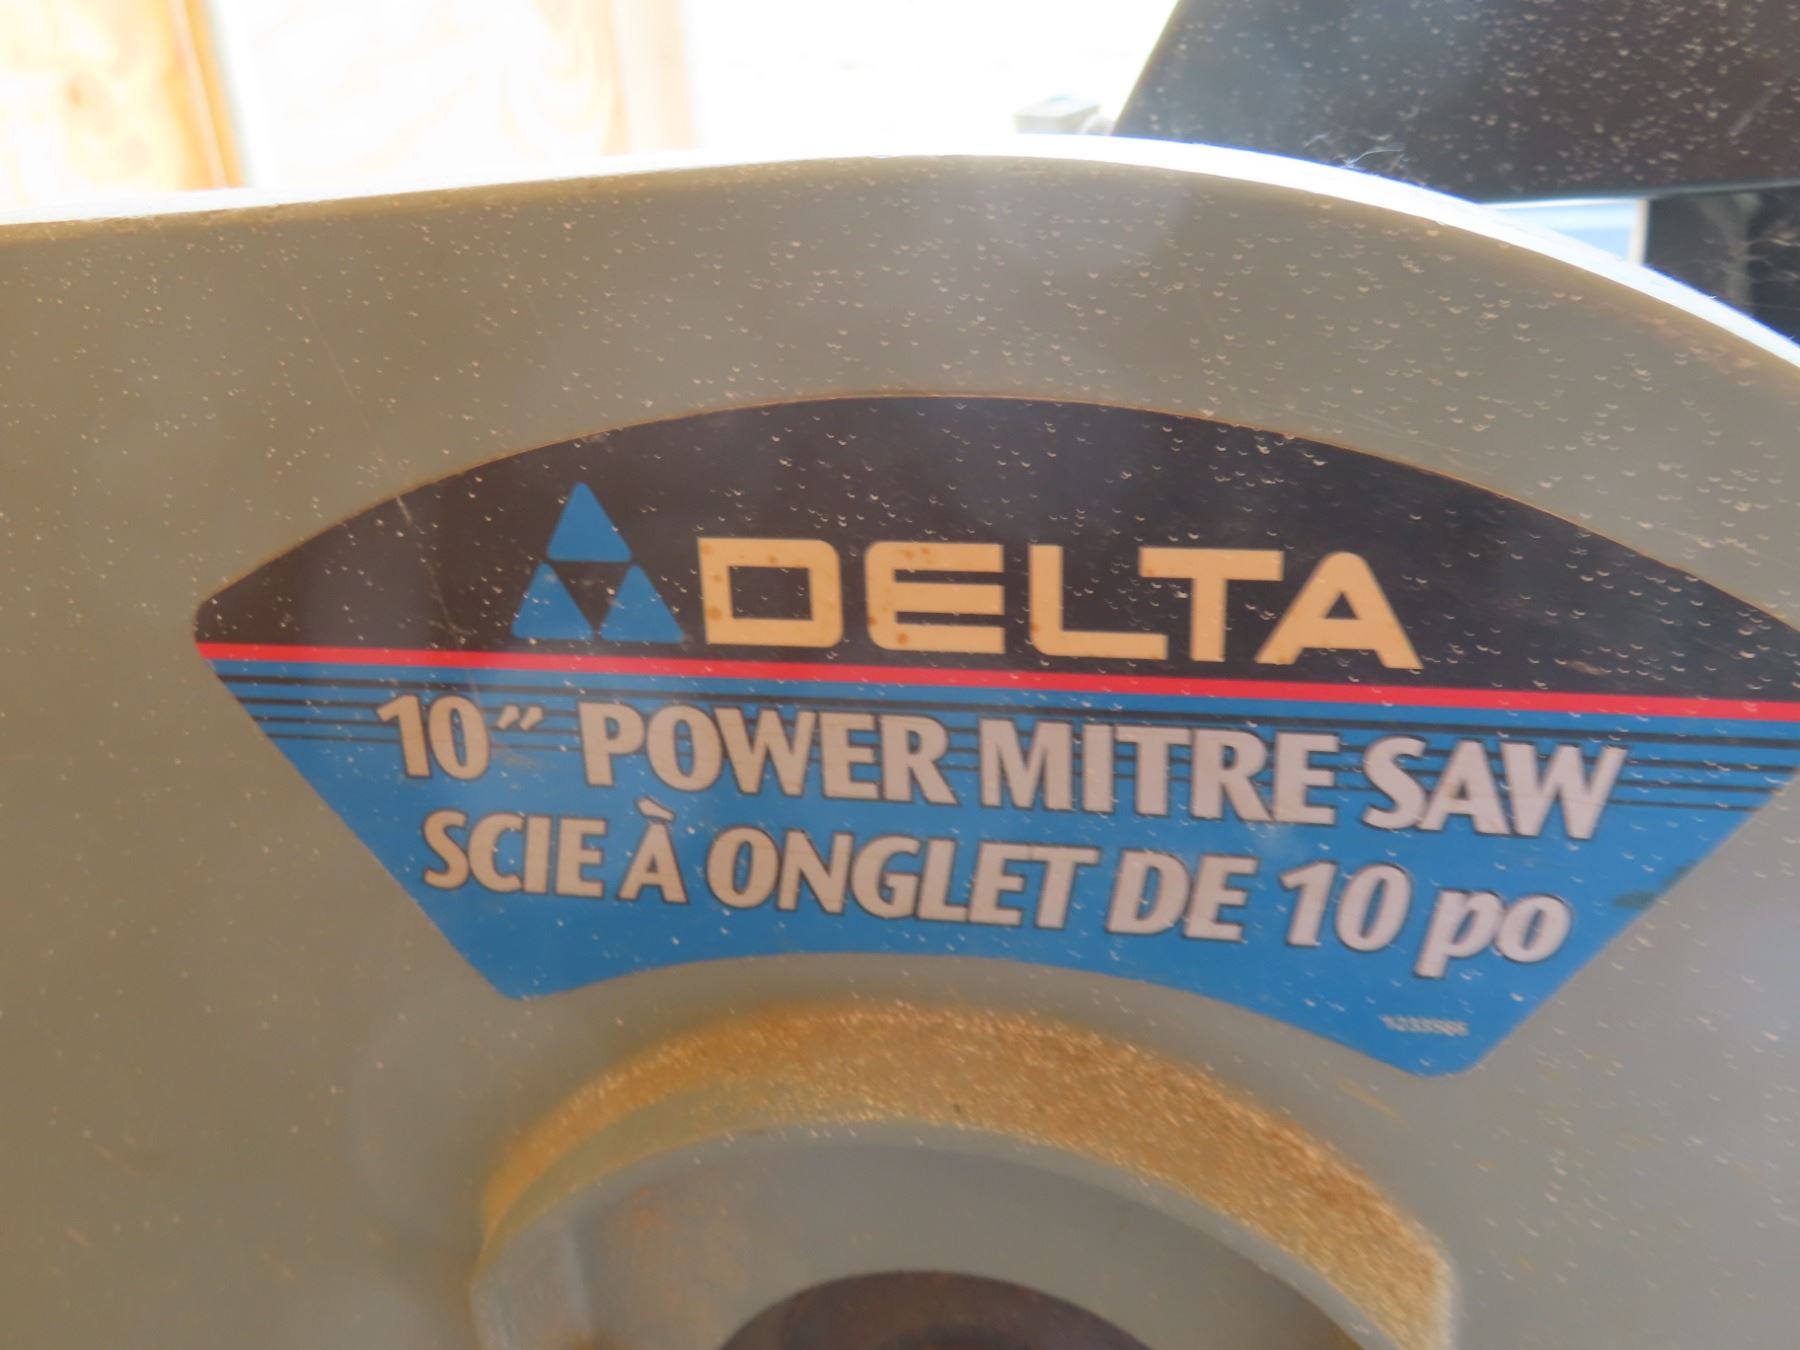 DELTA
10" POWER MITRE SAW
SCIE À ONGLET DE 10 po